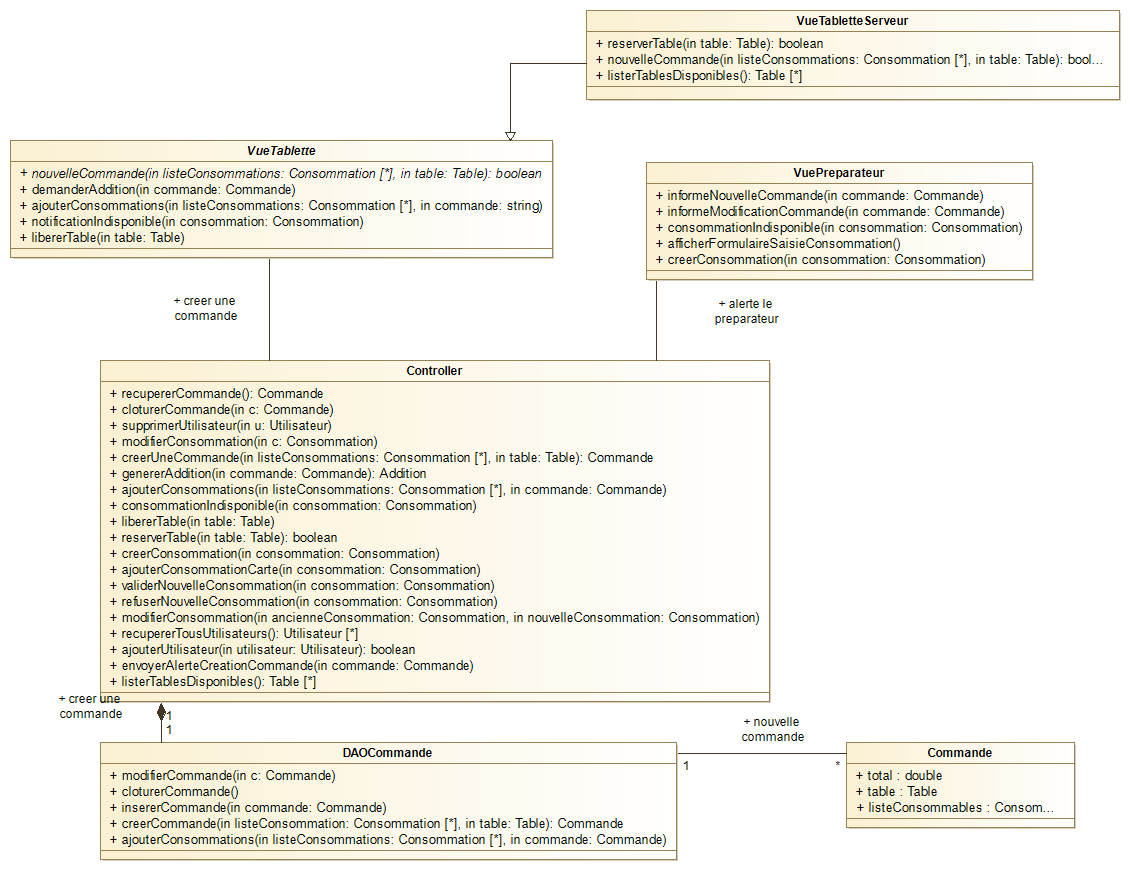 VueTabletteServeur
+ reserverTable(in table: Table): boolean
+ nouvelleCommande(in listeConsommations: Consommation [*], in table: Table): bool...
+ listerTablesDisponibles(): Table [*]
VueTablette
+ nouvelleCommande(in listeConsommations: Consommation [*], in table: Table): boolean
+ demanderAddition(in commande: Commande)
+ ajouterConsommations(in listeConsommations: Consommation [*], in commande: string)
+ notificationIndisponible(in consommation: Consommation)
+ libererTable(in table: Table)
VuePreparateur
+ informeNouvelleCommande(in commande: Commande)
+ informeModificationCommande(in commande: Commande)
+ consommationIndisponible(in consommation: Consommation)
+ afficherFormulaireSaisieConsommation()
+ creerConsommation(in consommation: Consommation)
+ creer une
commande
+ alerte le
preparateur
Controller
+ recupererCommande(): Commande
+ cloturerCommande(in c: Commande)
+ supprimerUtilisateur(in u: Utilisateur)
+ modifierConsommation(in c: Consommation)
+ creerUneCommande(in listeConsommations: Consommation [*], in table: Table): Commande
+ genererAddition(in commande: Commande): Addition
+ ajouterConsommations(in listeConsommations: Consommation [*], in commande: Commande)
+ consommationIndisponible(in consommation: Consommation)
+ libererTable(in table: Table)
+ reserverTable(in table: Table): boolean
+ creerConsommation(in consommation: Consommation)
+ ajouterConsommationCarte(in consommation: Consommation)
+ validerNouvelleConsommation(in consommation: Consommation)
+ refuserNouvelleConsommation(in consommation: Consommation)
+ modifierConsommation(in ancienneConsommation: Consommation, in nouvelleConsommation: Consommation)
+ recupererTousUtilisateurs(): Utilisateur [*]
+ ajouterUtilisateur(in utilisateur: Utilisateur): boolean
+ envoyerAlerteCreationCommande(in commande: Commande)
+ listerTablesDisponibles(): Table [*]
+ creer une
commande
1
1
DAOCommande
+ modifierCommande(in c: Commande)
+ cloturerCommande()
+ insererCommande(in commande: Commande)
+ creerCommande(in listeConsommation: Consommation [*], in table: Table): Commande
+ ajouterConsommations(in listeConsommations: Consommation [*], in commande: Commande)
+ nouvelle
commande
1
*
Commande
+ total : double
+ table : Table
+ listeConsommables : Consom...